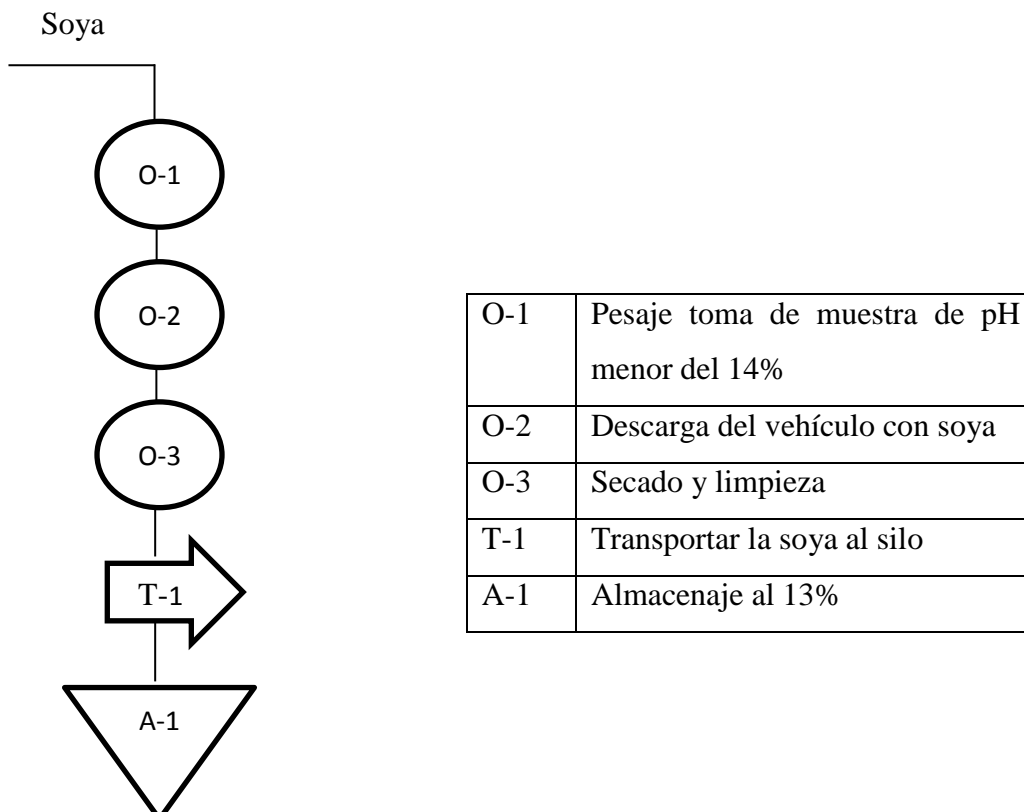 Soya
O-1
O-2
O-3
T-1
A-1
O-1 Pesaje toma de muestra de pH
menor del 14%
O-2 Descarga del vehículo con soya
O-3 Secado y limpieza
T-1 Transportar la soya al silo
A-1 Almacenaje al 13%